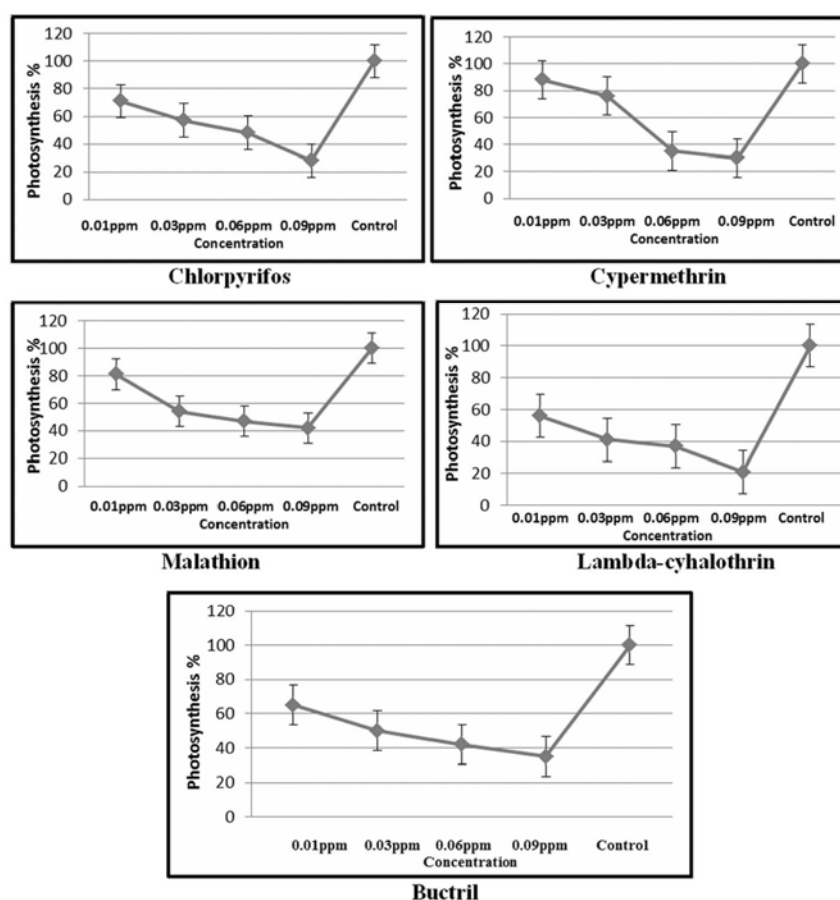 Photosynthesis %
120
100
80
60
40
20
0
0.01ppm 0.03ppm 0.06ppm 0.09ppm Control
Concentration
Chlorpyrifos
Photosynthesis %
120
100
80
60
40
20
0
0.01ppm 0.03ppm 0.06ppm 0.09ppm Control
Concentration
Cypermethrin
Photosynthesis %
120
100
80
60
40
20
0
0.01ppm 0.03ppm 0.06ppm 0.09ppm Control
Concentration
Malathion
Photosynthesis %
120
100
80
60
40
20
0
0.01ppm 0.03ppm 0.06ppm 0.09ppm Control
Concentration
Lambda-cyhalothrin
Photosynthesis %
120
100
80
60
40
20
0
0.01ppm 0.03ppm 0.06ppm 0.09ppm Control
Concentration
Buctril